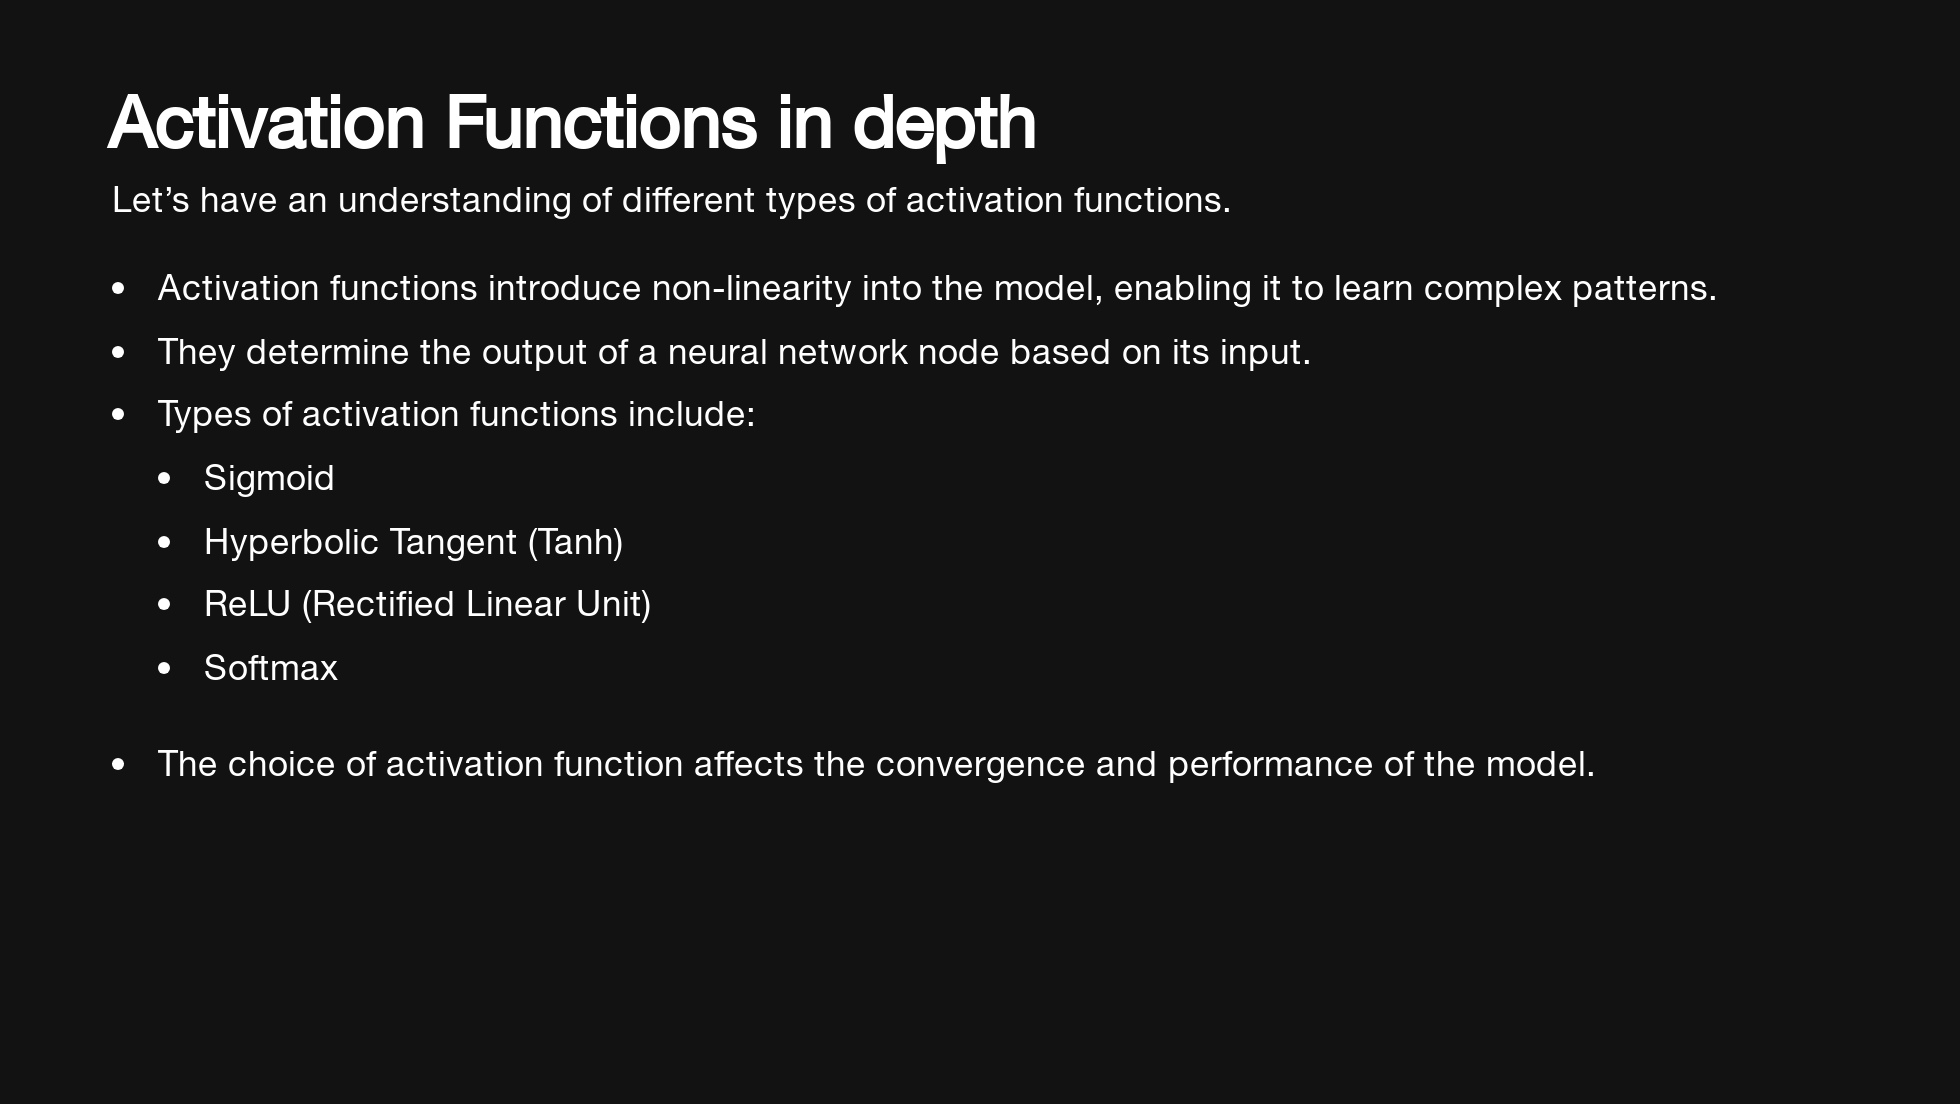 Activation Functions in depth
Let’s have an understanding of different types of activation functions.
• Activation functions introduce non-linearity into the model, enabling it to learn complex patterns.
• They determine the output of a neural network node based on its input.
• Types of activation functions include:
• Sigmoid
• Hyperbolic Tangent (Tanh)
• ReLU (Rectified Linear Unit)
• Softmax
• The choice of activation function affects the convergence and performance of the model.